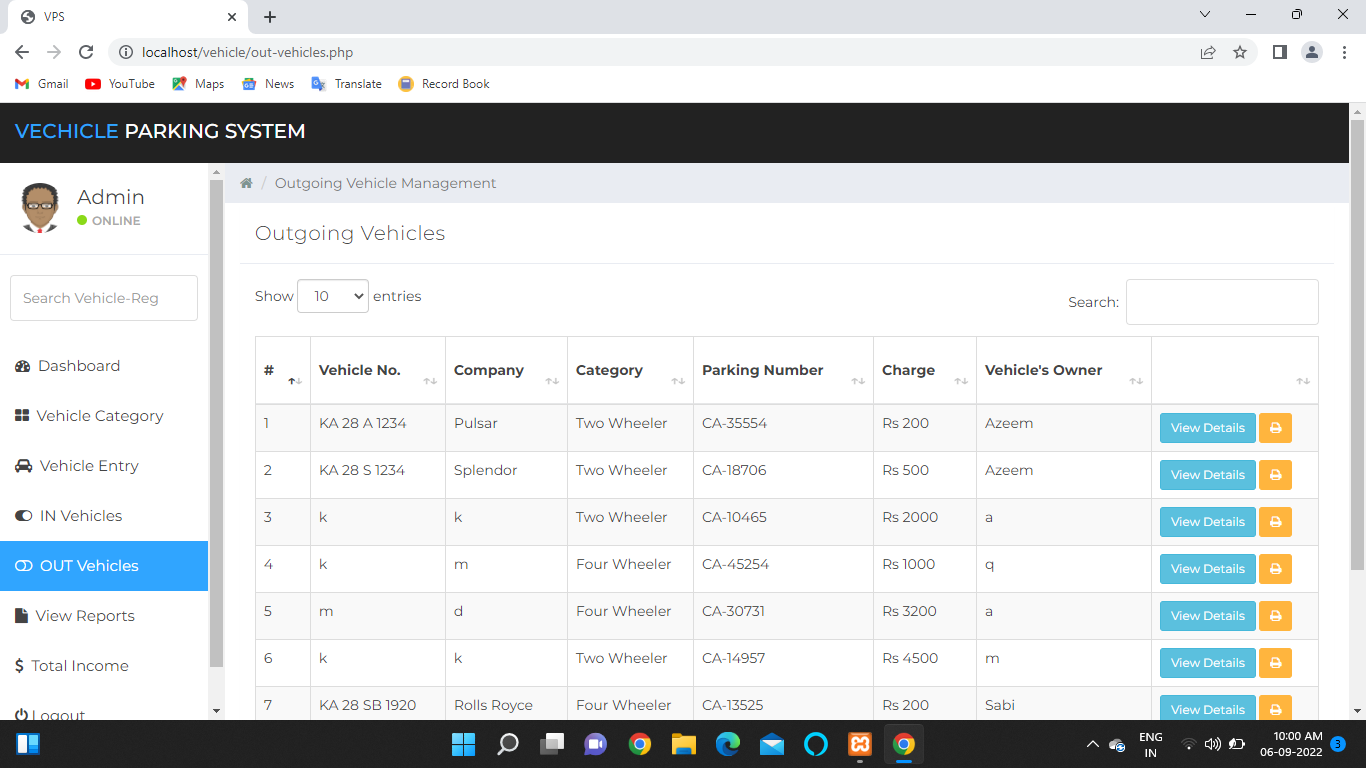 VPS
localhost/vehicle/out-vehicles.php
Gmail YouTube Maps News Translate Record Book
VECHICLE PARKING SYSTEM
Admin
ONLINE
Search Vehicle-Reg
Dashboard
Vehicle Category
Vehicle Entry
IN Vehicles
OUT Vehicles
View Reports
Total Income
Logout
/ Outgoing Vehicle Management
Outgoing Vehicles
Show 10 entries
Search:
# Vehicle No. Company Category Parking Number Charge Vehicle's Owner
1 KA 28 A 1234 Pulsar Two Wheeler CA-35554 Rs 200 Azeem View Details
2 KA 28 S 1234 Splendor Two Wheeler CA-18706 Rs 500 Azeem View Details
3 k k Two Wheeler CA-10465 Rs 2000 a View Details
4 k m Four Wheeler CA-45254 Rs 1000 q View Details
5 m d Four Wheeler CA-30731 Rs 3200 a View Details
6 k k Two Wheeler CA-14957 Rs 4500 m View Details
7 KA 28 SB 1920 Rolls Royce Four Wheeler CA-13525 Rs 200 Sabi View Details
ENG
IN
10:00 AM
06-09-2022
3